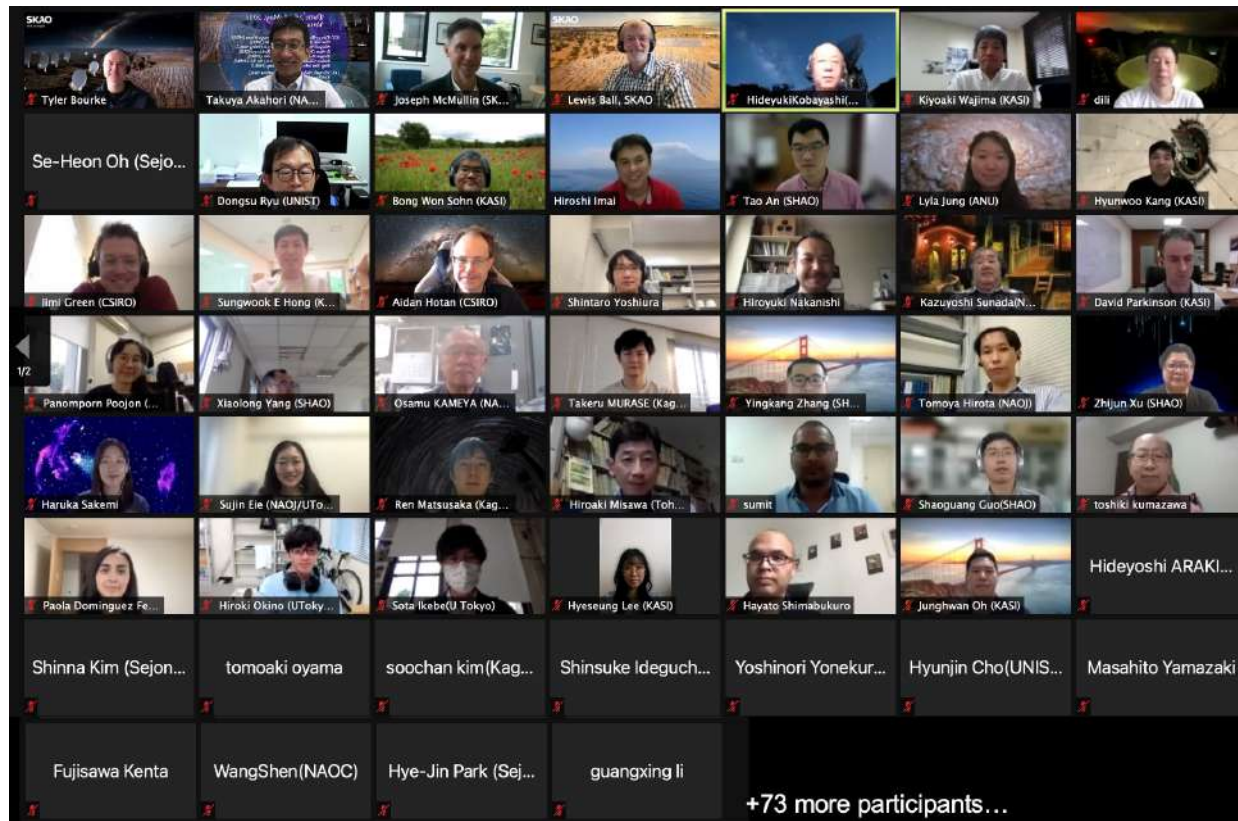 SKAO
SKAO
Tyler Bourke
Takuya Akahori (NA...
Joseph McMullin (SK...
Lewis Ball, SKAO
HideyukiKobayashi(...
Kiyoaki Wajima (KASI)
dili
Se-Heon Oh (Sejo...
Dongsu Ryu (UNIST)
Bong Won Sohn (KASI)
Hiroshi Imai
Tao An (SHAO)
Lyla Jung (ANU)
Hyunwoo Kang (KASI)
Jimi Green (CSIRO)
Sungwook E Hong (K...
Aidan Hotan (CSIRO)
Shintaro Yoshiura
Hiroyuki Nakanishi
Kazuyoshi Sunada(N...
David Parkinson (KASI)
1/2
Panomporn Poojon (...
Xiaolong Yang (SHAO)
Osamu KAMEYA (NA...
Takeru MURASE (Kag...
Yingkang Zhang (SH...
Tomoya Hirota (NAOJ)
Zhijun Xu (SHAO)
Haruka Sakemi
Sujin Eie (NAOJ/UTo...
Ren Matsusaka (Kag...
Hiroaki Misawa (Toh...
sumit
Shaoguang Guo(SHAO)
toshiki kumazawa
Paola Dominguez Fe...
Hiroki Okino (UToky...
Sota Ikebe(U Tokyo)
Hyeseung Lee (KASI)
Hayato Shimabukuro
Junghwan Oh (KASI)
Hideyoshi ARAKI...
Shinna Kim (Sejon...
tomoaki oyama
soochan kim(Kag...
Shinsuke Ideguch...
Yoshinori Yonekur...
Hyunjin Cho(UNIS...
Masahito Yamazaki
Fujisawa Kenta
WangShen(NAOC)
Hye-Jin Park (Sej...
guangxing li
+73 more participants...